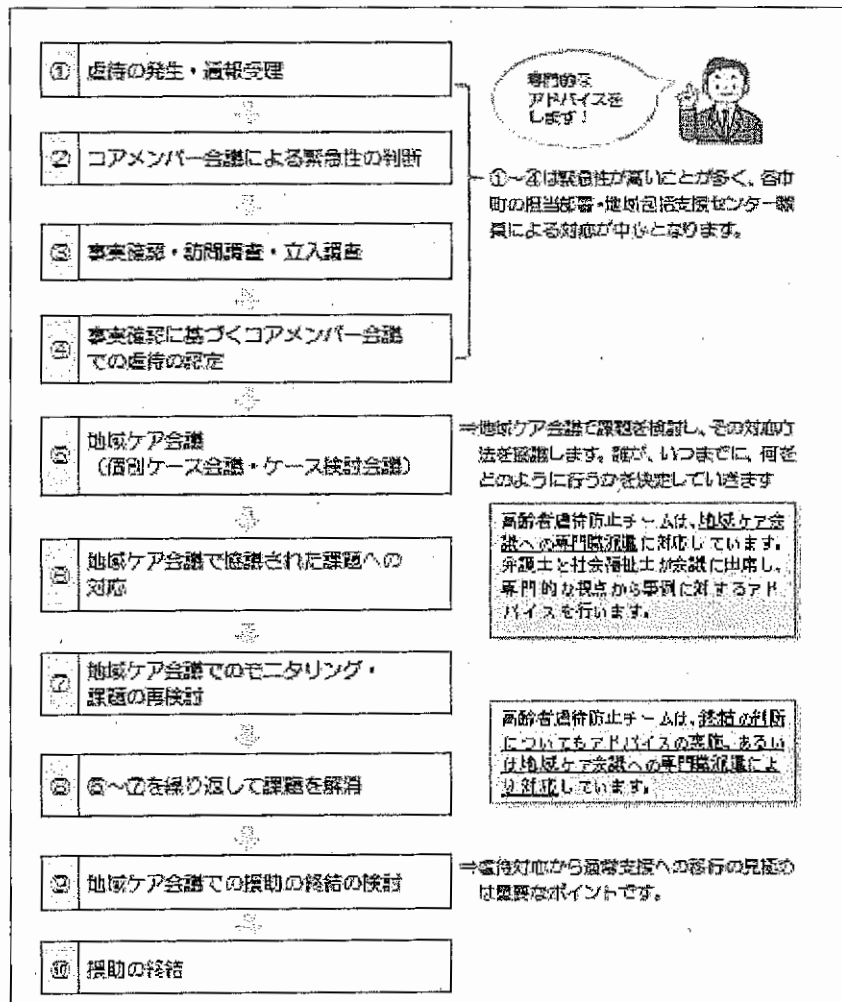 ① 虐待の発生・通報受理
② コアメンバー会議による緊急性の判断
③ 事実確認・訪問調査・立入調査
④ 事実確認に基づくコアメンバー会議
での虐待の認定
⑤ 地域ケア会議
（個別ケース会議・ケース検討会議）
⑥ 地域ケア会議で協議された課題への
対応
⑦ 地域ケア会議でのモニタリング・
課題の再検討
⑧ ⑥～⑦を繰り返して課題を解消
⑨ 地域ケア会議での援助の終結の検討
⑩ 援助の終結
専門的な
アドバイスを
します！
①～④は緊急性が高いことが多く、各市
町の担当部署・地域包括支援センター職
員による対応が中心となります。
⇒地域ケア会議で課題を検討し、その対応方
法を協議します。誰が、いつまでに、何を
どのように行うかを決定していきます
高齢者虐待防止チームは、地域ケア会
議への専門職派遣に対応しています。
弁護士と社会福祉士が会議に出席し、
専門的な視点から事例に対するアド
バイスを行います。
高齢者虐待防止チームは、終結の判断
についてもアドバイスの実施、あるい
は地域ケア会議への専門職派遣によ
り対応しています。
⇒虐待対応から通常支援への移行の見極め
は重要なポイントです。